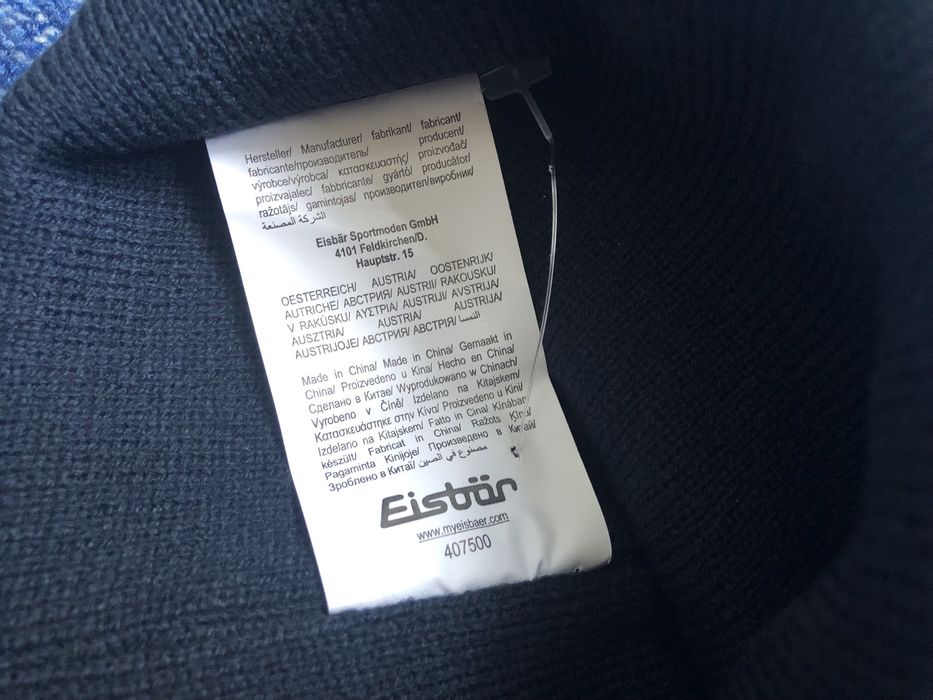 Hersteller/ Manufacturer/ fabrikant/ fabricant/
fabricante/производитель/ producent/
výrobce/výrobca/ κατασκευαστής/ proizvođač/
proizvajalec/ fabbricante/ gyártó/ producător/
ražotājs/ gamintojas/ производител/виробник/
الشركة المصنعة
Eisbär Sportmoden GmbH
4101 Feldkirchen/D.
Hauptstr. 15
OESTERREICH/ AUSTRIA/ OOSTENRIJK/
AUTRICHE/ АВСТРИЯ/ AUSTRII/ RAKOUSKU/
V RAKÚSKU/ ΑΥΣΤΡΙΑ/ AUSTRIJI/ AVSTRIJA/
AUSZTRIA/ AUSTRIA/ AUSTRIJA/
AUSTRIJOJE/ АВСТРИЯ/ АВСТРІЯ/ النمسا
Made in China/ Made in China/ Gemaakt in
China/ Proizvedeno u Kina/ Hecho en China/
Сделано в Китае/ Wyprodukowano w Chinach/
Vyrobeno v Číně/ Izdelano na Kitajskem/
Κατασκευάστηκε στην Κίνα/ Proizvedeno u Kini/
Izdelano na Kitajskem/ Fatto in Cina/ Kínában
készült/ Fabricat in China/ Ražots Ķīnā/
Pagaminta Kinijoje/ Произведено в Китай/
Зроблено в Китаї/ مصنوع في الصين
Eisbär
www.myeisbaer.com
407500